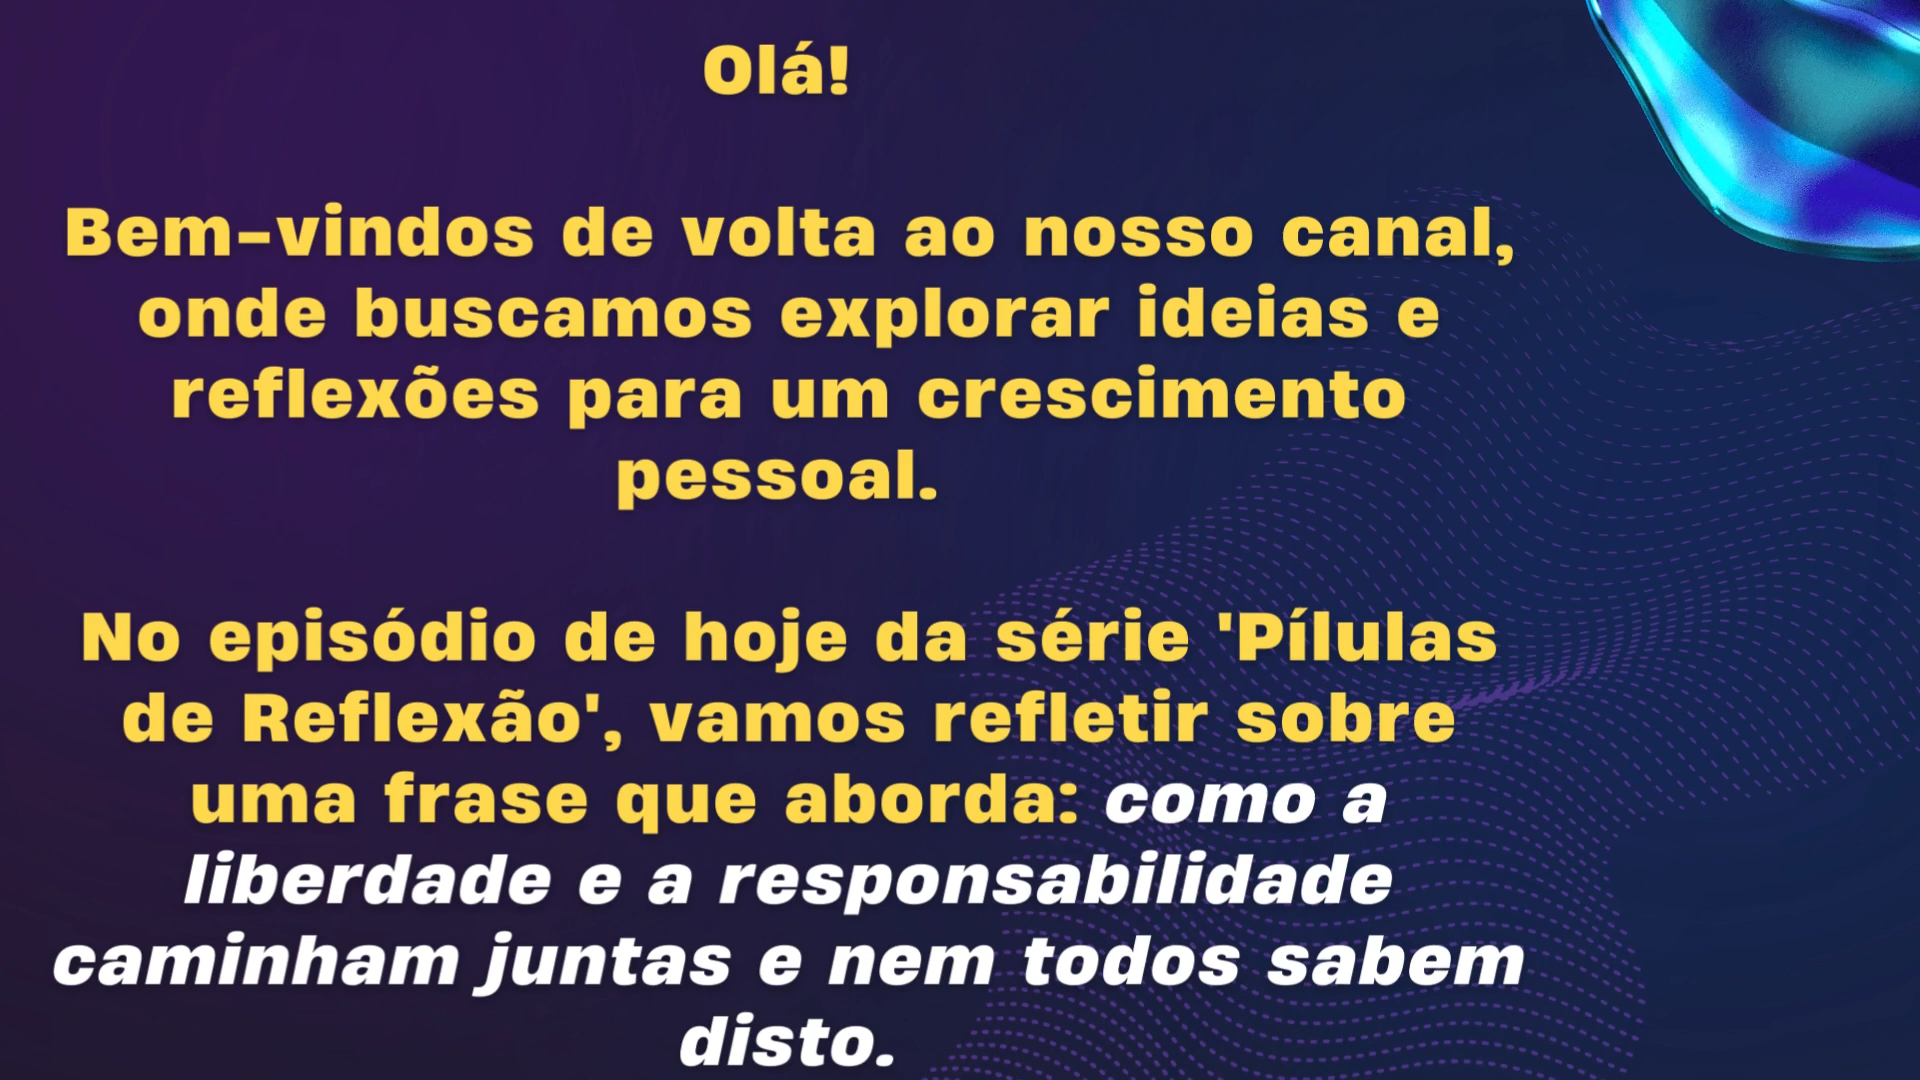 Olá!
Bem-vindos de volta ao nosso canal,
onde buscamos explorar ideias e
reflexões para um crescimento
pessoal.
No episódio de hoje da série 'Pílulas
de Reflexão', vamos refletir sobre
uma frase que aborda: como a
liberdade e a responsabilidade
caminham juntas e nem todos sabem
disto.